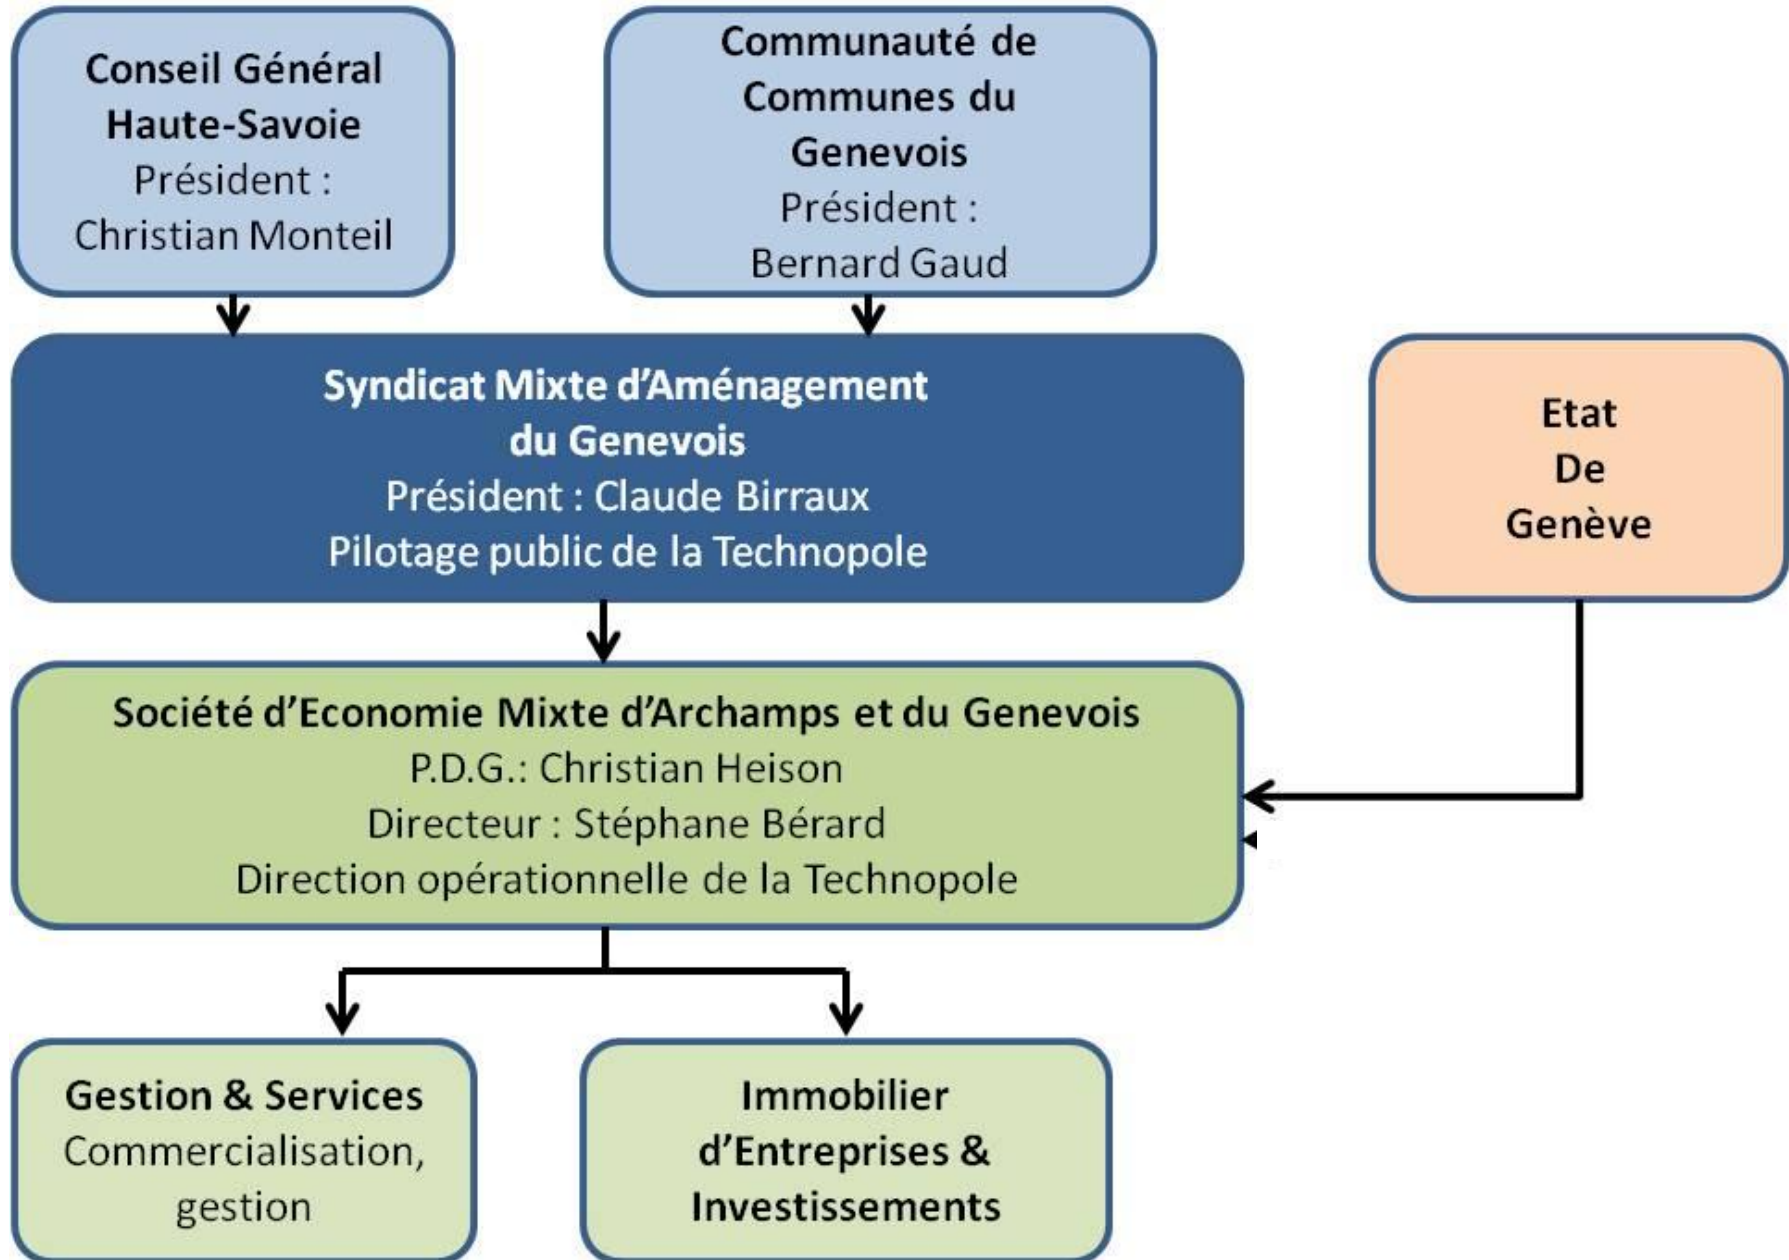 Conseil Général
Haute-Savoie
Président :
Christian Monteil
Communauté de
Communes du
Genevois
Président :
Bernard Gaud
Syndicat Mixte d’Aménagement
du Genevois
Président : Claude Birraux
Pilotage public de la Technopole
Etat
De
Genève
Société d’Economie Mixte d’Archamps et du Genevois
P.D.G.: Christian Heison
Directeur : Stéphane Bérard
Direction opérationnelle de la Technopole
Gestion & Services
Commercialisation,
gestion
Immobilier
d’Entreprises &
Investissements